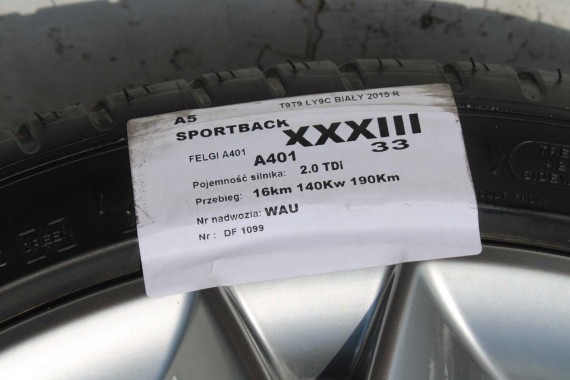 A5 T9T9 LY9C BIAŁY 2015 R
SPORTBACK XXXIII
33
FELGI A401 A401
Pojemność silnika: 2.0 TDi
Przebieg: 16km 140Kw 190Km
Nr nadwozia: WAU
Nr : DF 1099